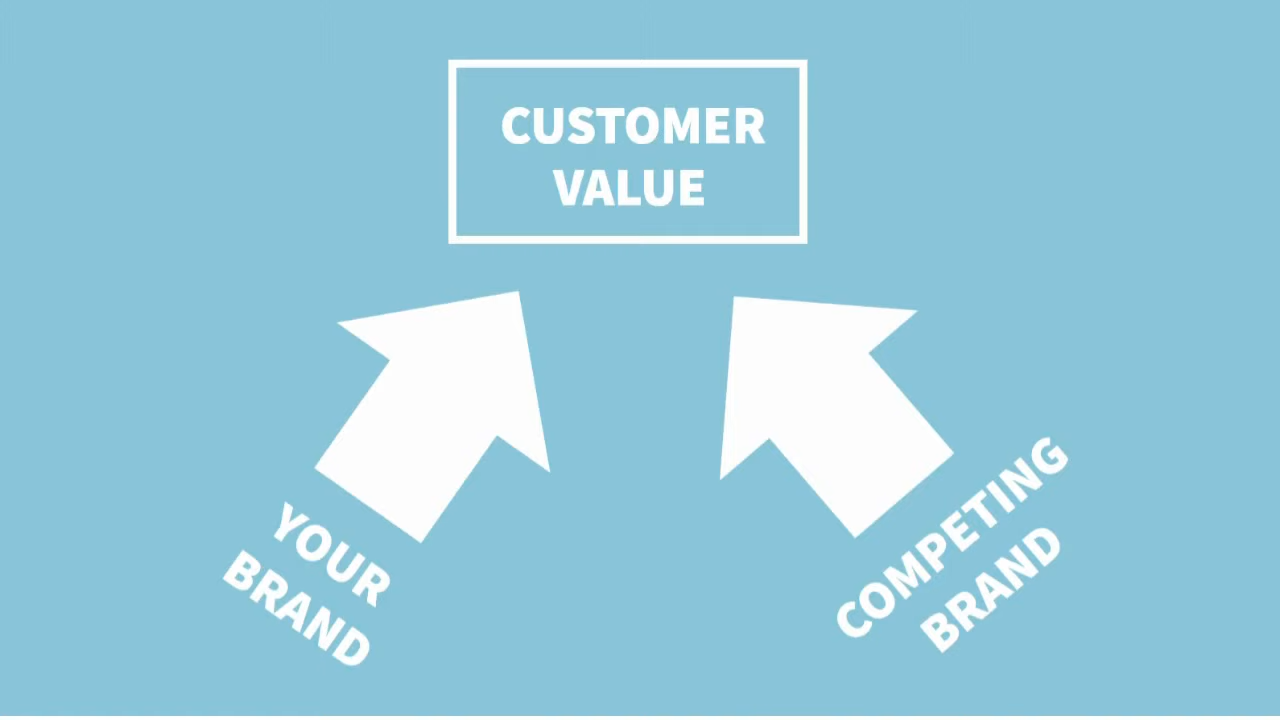 CUSTOMER
VALUE
YOUR
BRAND
COMPETING
BRAND